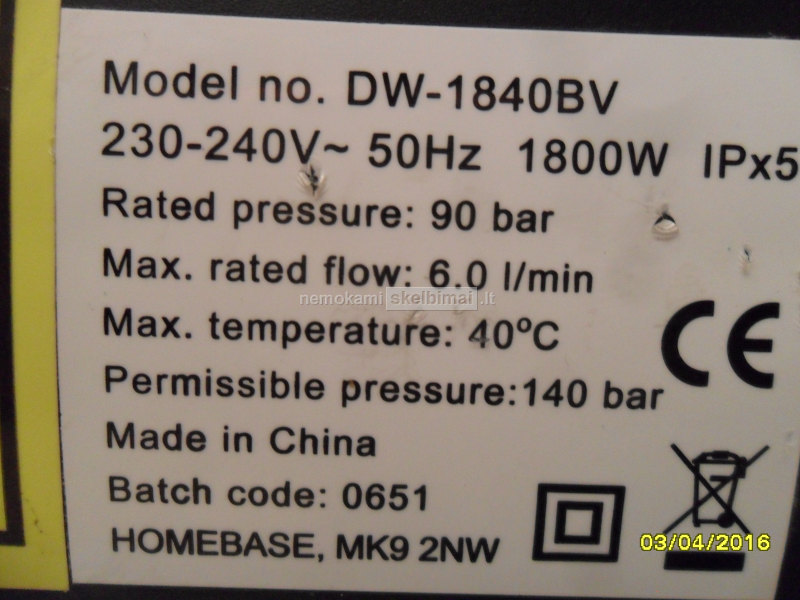 Model no. DW-1840BV
230-240V~ 50Hz 1800W IPx5
Rated pressure: 90 bar
Max. rated flow: 6.0 l/min
nemokami skelbimai.lt
Max. temperature: 40°C
CE
Permissible pressure:140 bar
Made in China
Batch code: 0651
HOMEBASE, MK9 2NW
03/04/2016